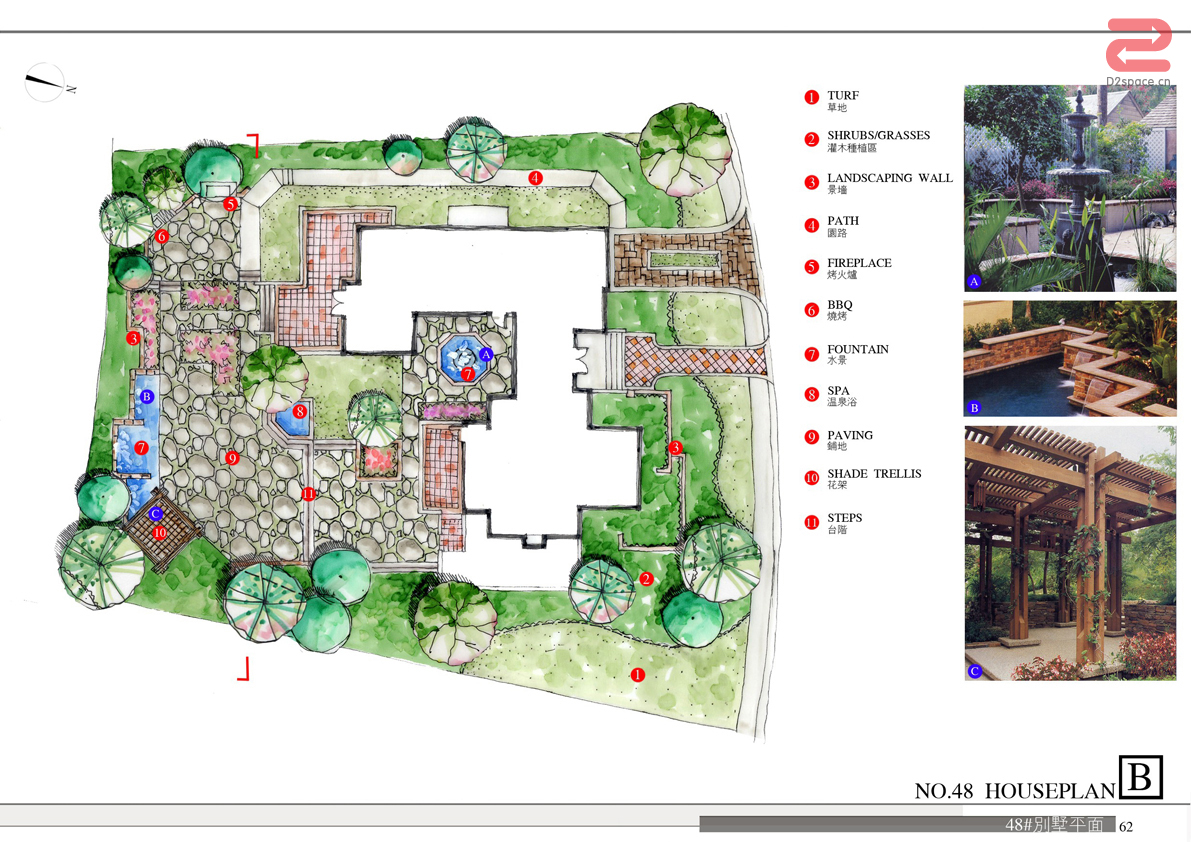 D2space.cn
N
1 TURF
草地
2 SHRUBS/GRASSES
灌木種植區
3 LANDSCAPING WALL
景墻
4 PATH
園路
5 FIREPLACE
烤火爐
6 BBQ
燒烤
7 FOUNTAIN
水景
8 SPA
温泉浴
9 PAVING
鋪地
10 SHADE TRELLIS
花架
11 STEPS
台階
A
B
C
4
5
6
3
A
7
B
8
7
3
9
11
C
10
2
1
NO.48 HOUSEPLAN B
48#別墅平面 62